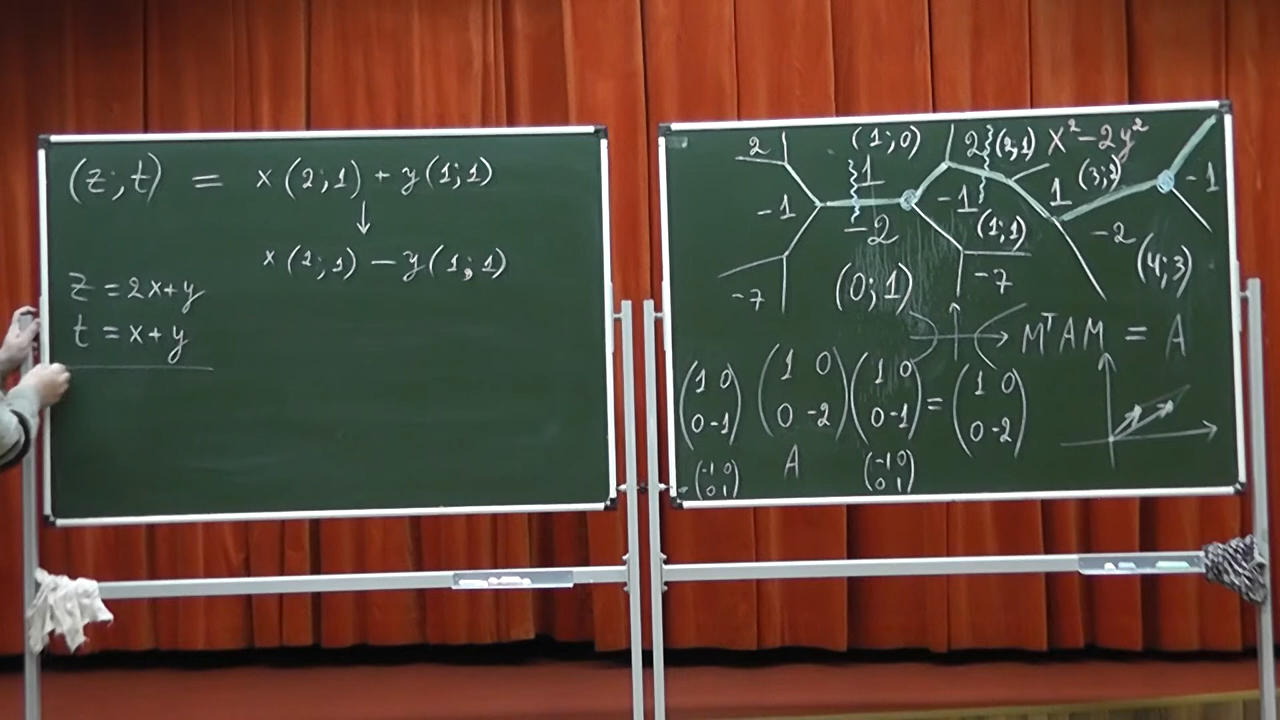 (z;t) = x(2;1) + y(1;1)
↓
x(2;1) − y(1;1)
z = 2x+y
t = x+y
2 (1;0) 2 (2;1) x² − 2y²
1 (3;2) -1
-1 -2 -1 1 -2
(1;1) (4;3)
-7 (0;1) -7
MᵀAM = A
(1 0) (1 0) (1 0) = (1 0)
(0 -1) (0 -2) (0 -1) (0 -2)
(-1 0) A (-1 0)
(0 1) (0 1)